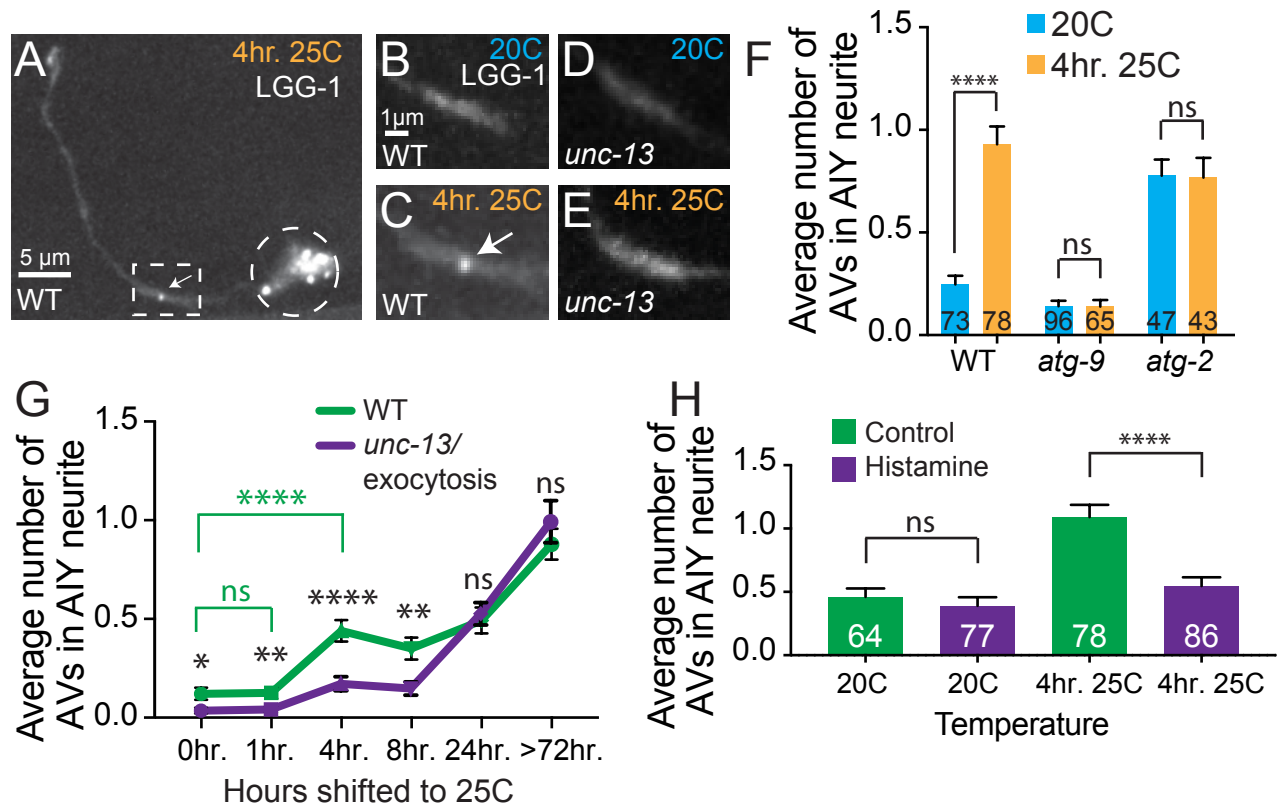 A
4hr. 25C
LGG-1
5 µm
WT
B
20C
LGG-1
1µm
WT
D
20C
unc-13
C
4hr. 25C
WT
E
4hr. 25C
unc-13
F
Average number of
AVs in AIY neurite
20C
4hr. 25C
1.5
1.0
0.5
0.0
****
ns
ns
73
78
96
65
47
43
WT
atg-9
atg-2
G
Average number of
AVs in AIY neurite
WT
unc-13/
exocytosis
1.5
1.0
0.5
0.0
****
ns
*
**
****
**
ns
ns
0hr.
1hr.
4hr.
8hr.
24hr.
>72hr.
Hours shifted to 25C
H
Average number of
AVs in AIY neurite
Control
Histamine
1.5
1.0
0.5
0.0
ns
****
64
77
78
86
20C
20C
4hr. 25C
4hr. 25C
Temperature